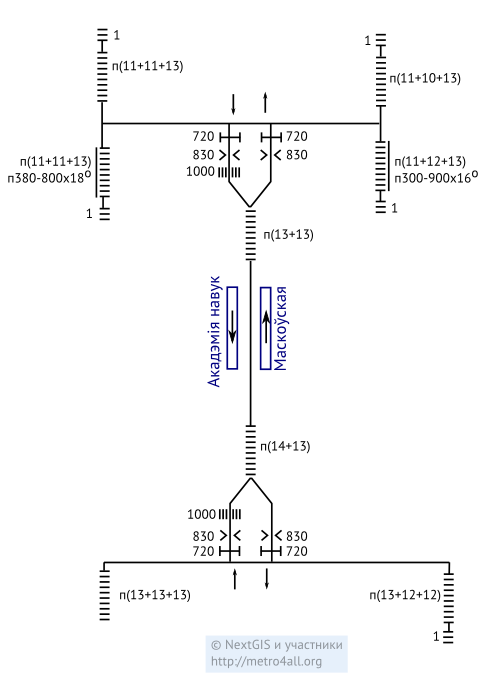 1
1
п(11+11+13)
п(11+10+13)
720
720
830
830
1000
п(11+11+13)
п380-800x18º
п(11+12+13)
п300-900x16º
1
1
п(13+13)
Акадэмія навук
Маскоўская
п(14+13)
1000
830
830
720
720
п(13+13+13)
п(13+12+12)
1
© NextGIS и участники
http://metro4all.org